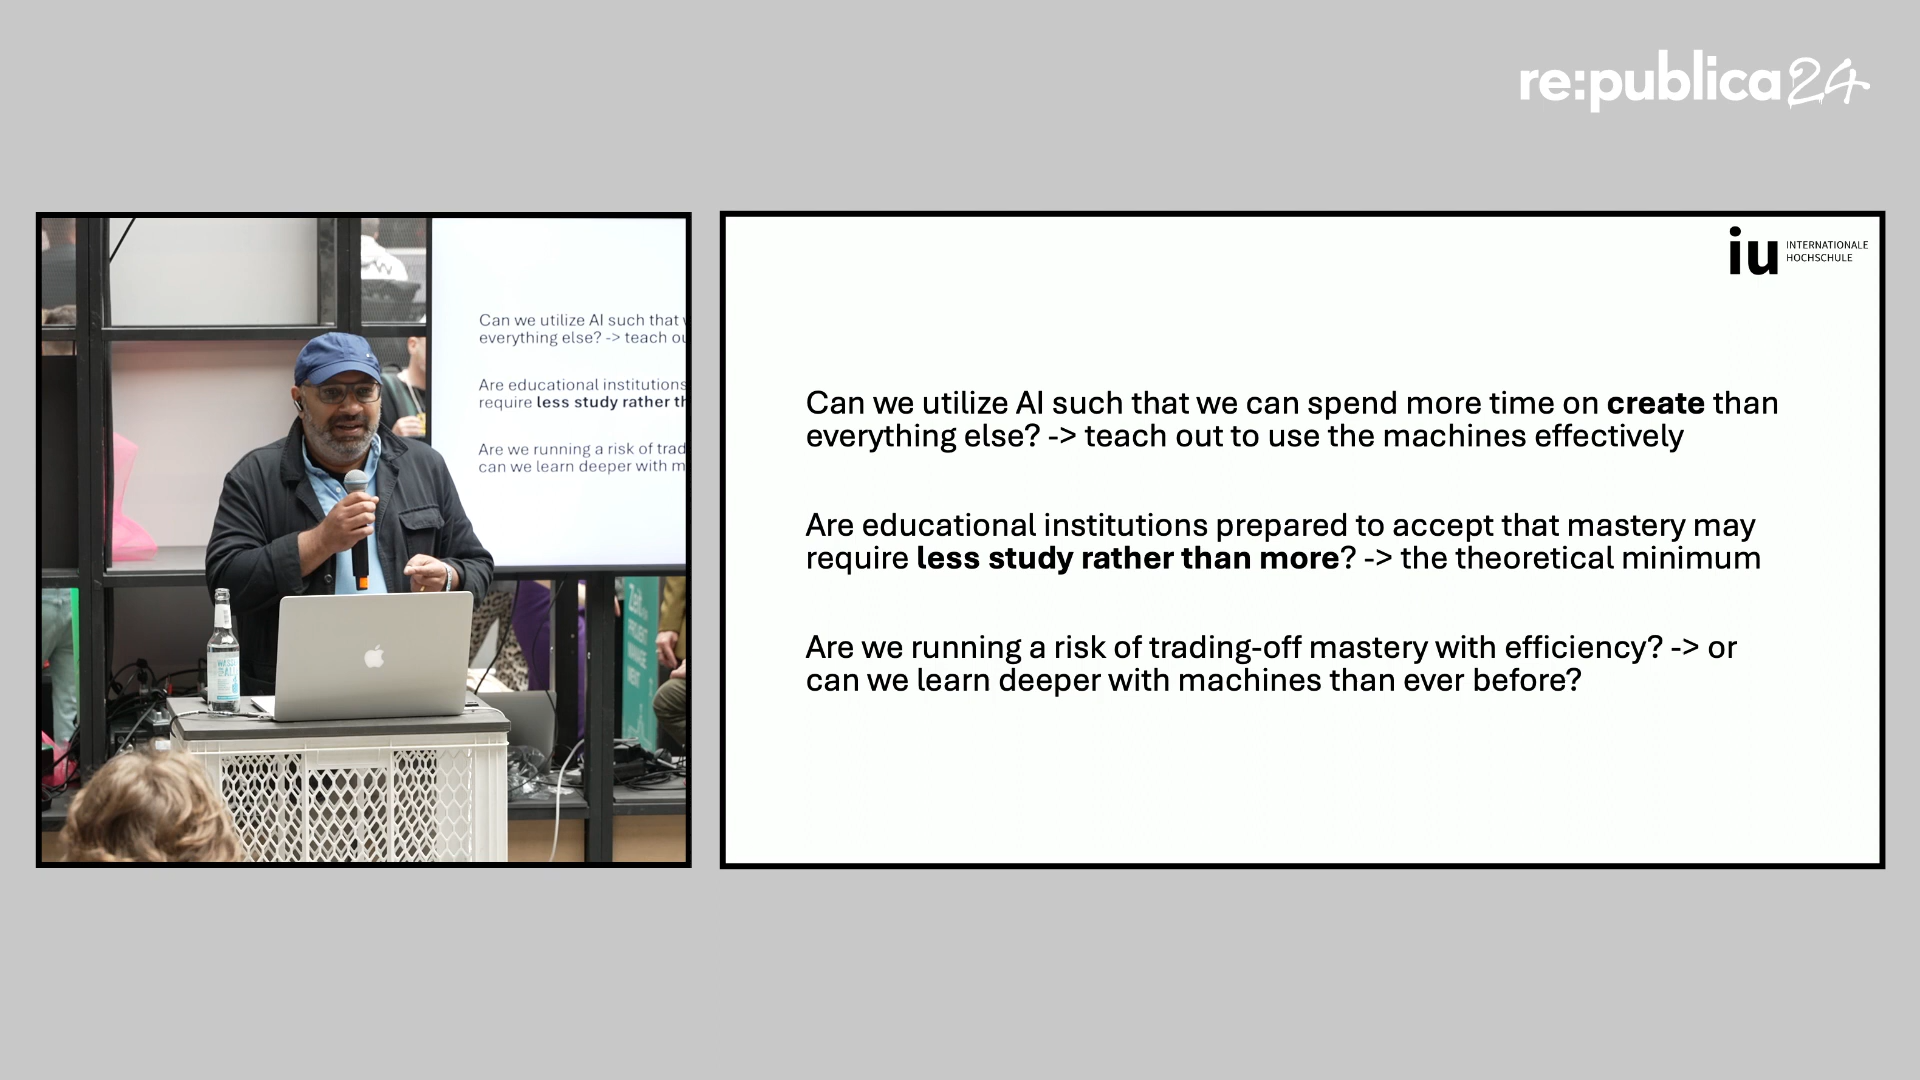 re:publica24
Can we utilize AI such that
everything else? -> teach
Are educational institutions
require less study rather
Are we running a risk of
can we learn deeper with
iu INTERNATIONALE
HOCHSCHULE
Can we utilize AI such that we can spend more time on create than
everything else? -> teach out to use the machines effectively
Are educational institutions prepared to accept that mastery may
require less study rather than more? -> the theoretical minimum
Are we running a risk of trading-off mastery with efficiency? -> or
can we learn deeper with machines than ever before?
Zeit
PROJEKT
MANAGE
MENT